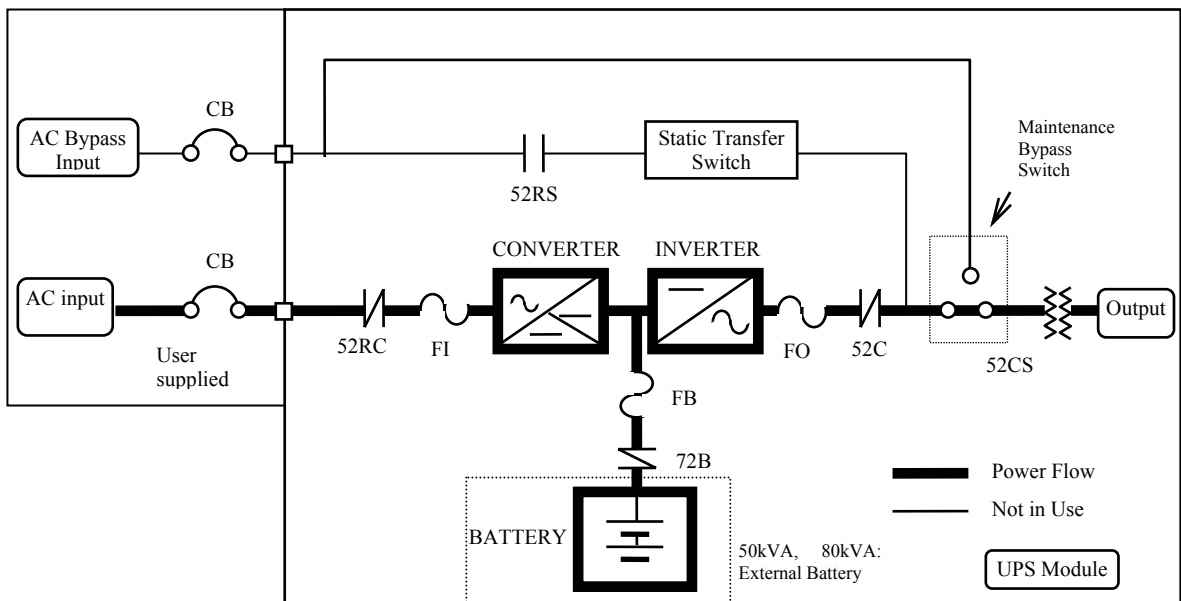 CB
AC Bypass
Input
Static Transfer
Switch
Maintenance
Bypass
Switch
52RS
CB
CONVERTER
INVERTER
AC input
Output
52RC
FI
FO
52C
52CS
User
supplied
FB
72B
Power Flow
Not in Use
BATTERY
50kVA, 80kVA:
External Battery
UPS Module